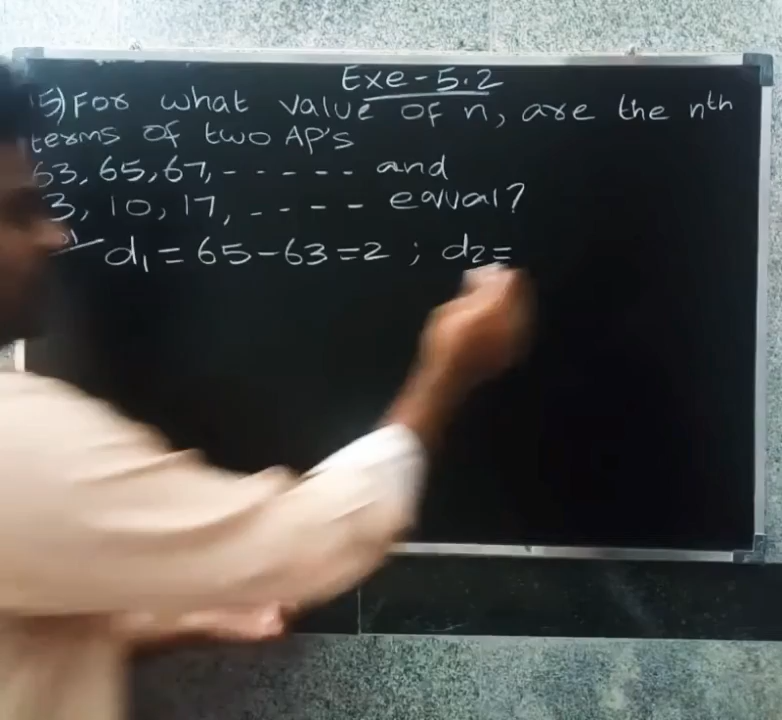 Exe-5.2
15) For what value of n, are the nth
terms of two AP's
63, 65, 67, ------ and
3, 10, 17, ----- equal?
d1 = 65-63=2 ; d2=